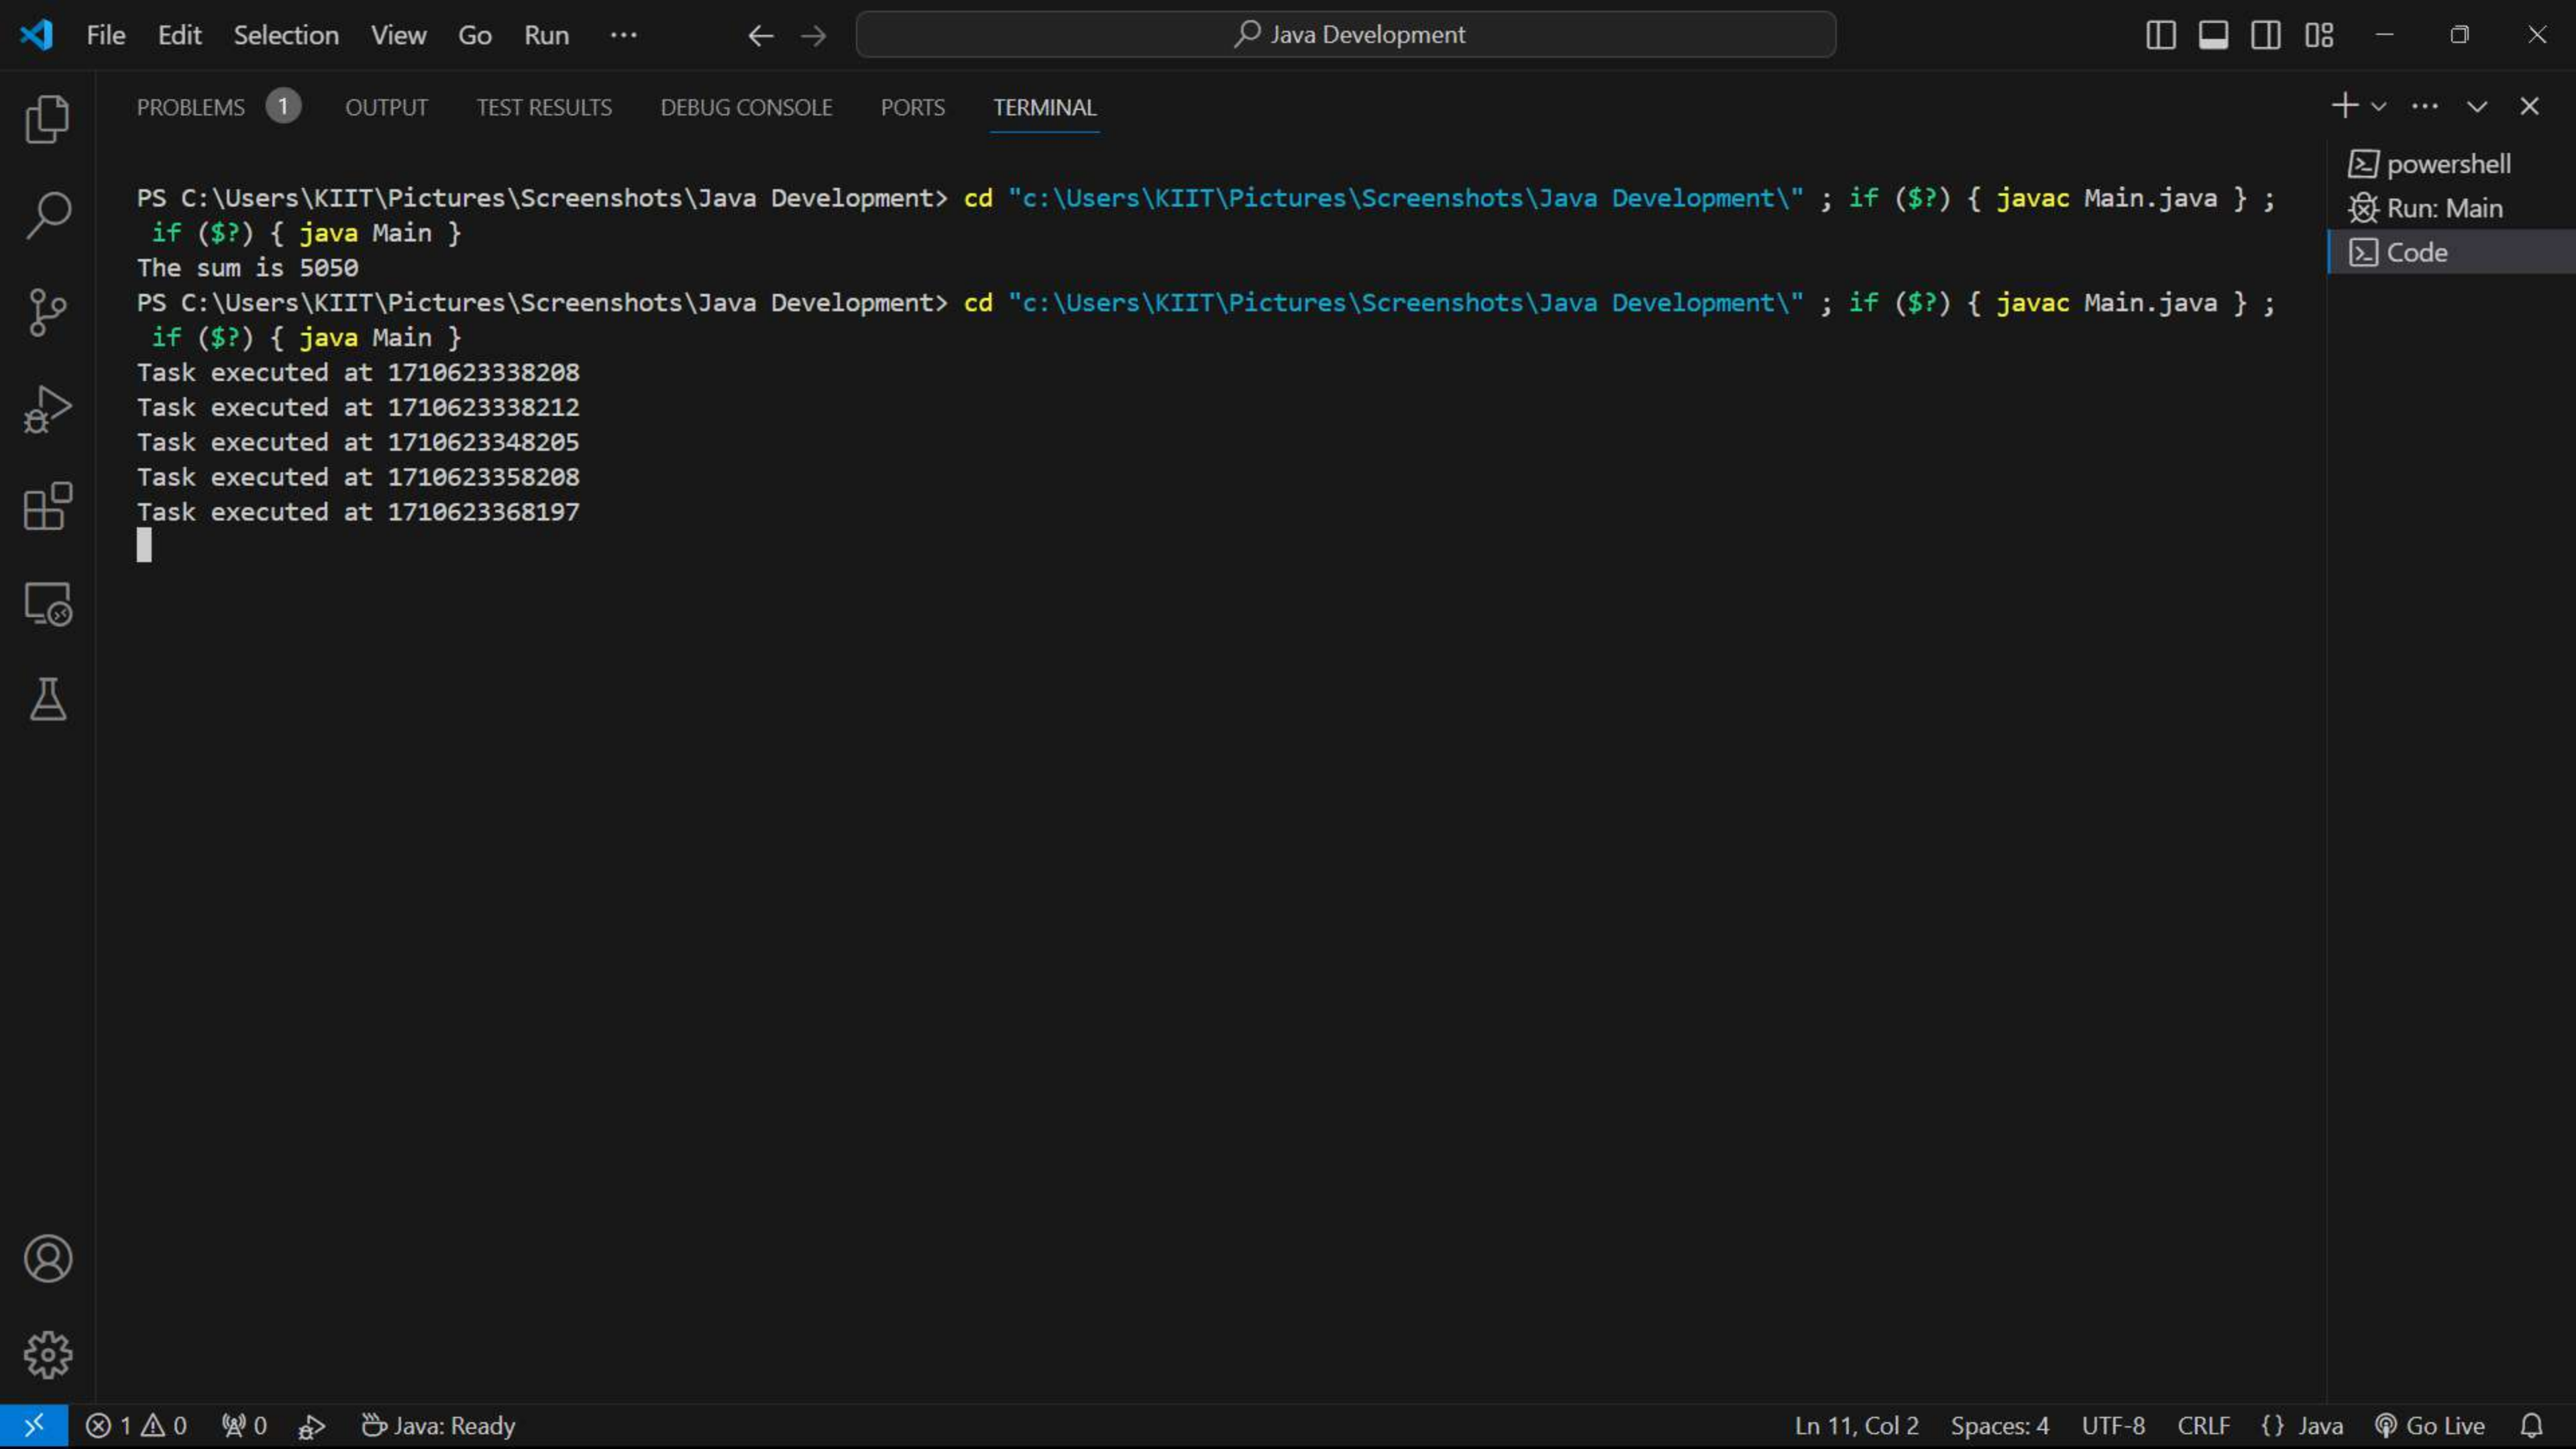 File Edit Selection View Go Run ···
Java Development
PROBLEMS 1 OUTPUT TEST RESULTS DEBUG CONSOLE PORTS TERMINAL
powershell
Run: Main
Code
PS C:\Users\KIIT\Pictures\Screenshots\Java Development> cd "c:\Users\KIIT\Pictures\Screenshots\Java Development\" ; if ($?) { javac Main.java } ;
if ($?) { java Main }
The sum is 5050
PS C:\Users\KIIT\Pictures\Screenshots\Java Development> cd "c:\Users\KIIT\Pictures\Screenshots\Java Development\" ; if ($?) { javac Main.java } ;
if ($?) { java Main }
Task executed at 1710623338208
Task executed at 1710623338212
Task executed at 1710623348205
Task executed at 1710623358208
Task executed at 1710623368197
1 0 0 Java: Ready Ln 11, Col 2 Spaces: 4 UTF-8 CRLF {} Java Go Live